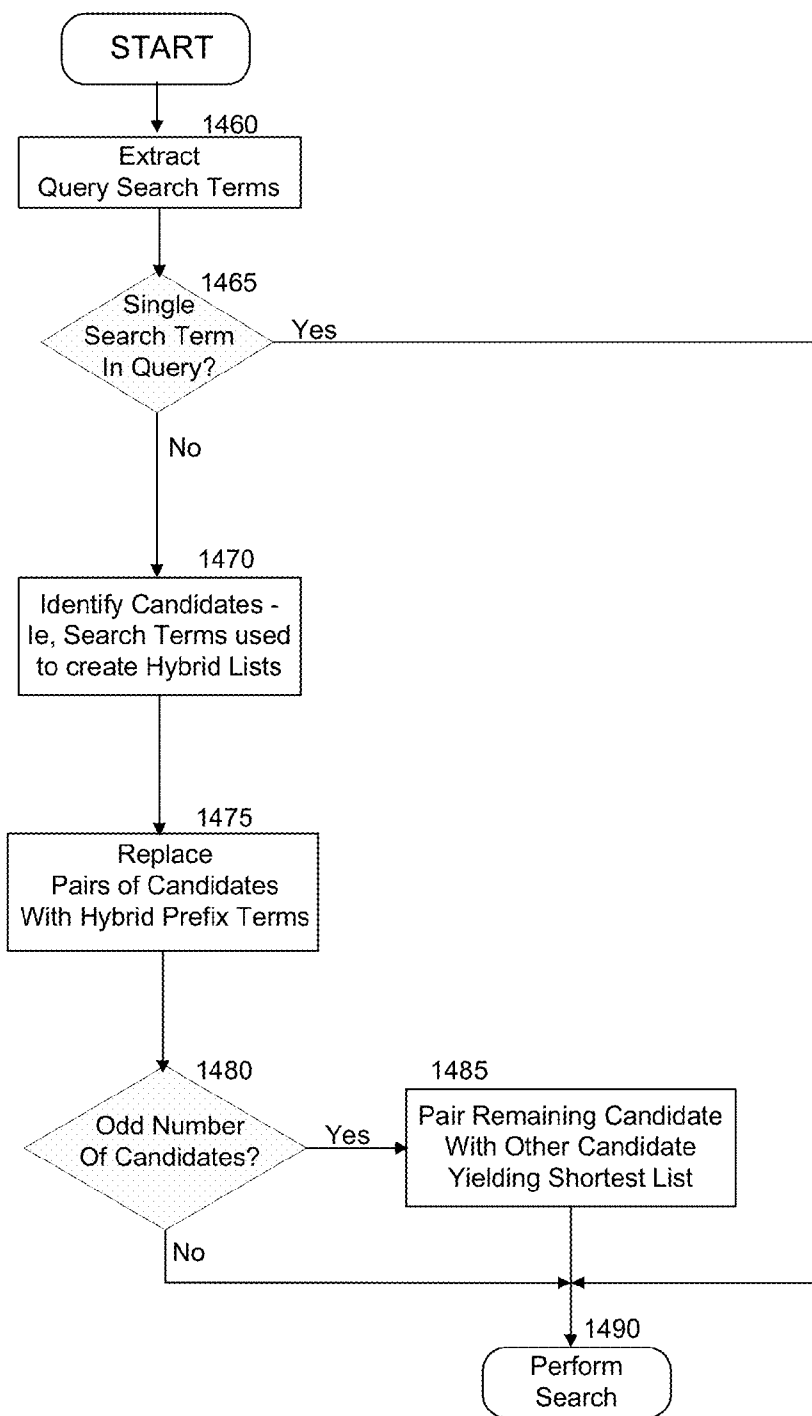 START
1460
Extract
Query Search Terms
1465
Single
Search Term
In Query?
Yes
No
1470
Identify Candidates -
Ie, Search Terms used
to create Hybrid Lists
1475
Replace
Pairs of Candidates
With Hybrid Prefix Terms
1480
Odd Number
Of Candidates?
Yes
1485
Pair Remaining Candidate
With Other Candidate
Yielding Shortest List
No
1490
Perform
Search